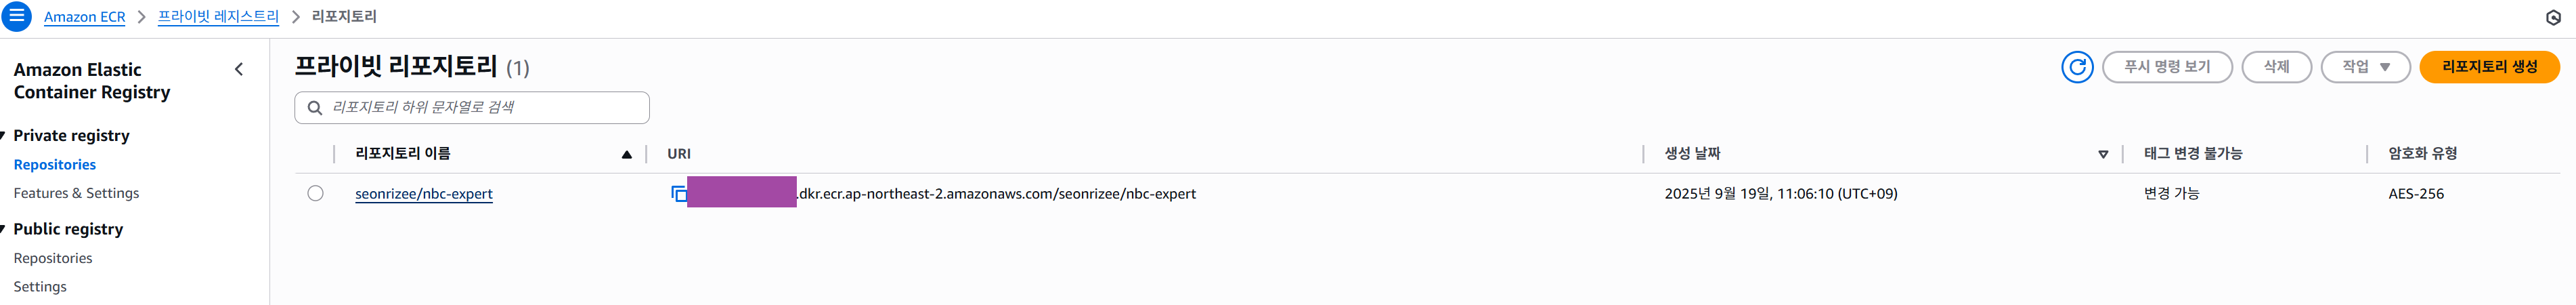 Amazon ECR > 프라이빗 레지스트리 > 리포지토리
Amazon Elastic
Container Registry
Private registry
Repositories
Features & Settings
Public registry
Repositories
Settings
프라이빗 리포지토리 (1)
푸시 명령 보기
삭제
작업
리포지토리 생성
리포지토리 하위 문자열로 검색
리포지토리 이름 URI 생성 날짜 태그 변경 불가능 암호화 유형
seonrizee/nbc-expert .dkr.ecr.ap-northeast-2.amazonaws.com/seonrizee/nbc-expert 2025년 9월 19일, 11:06:10 (UTC+09) 변경 가능 AES-256